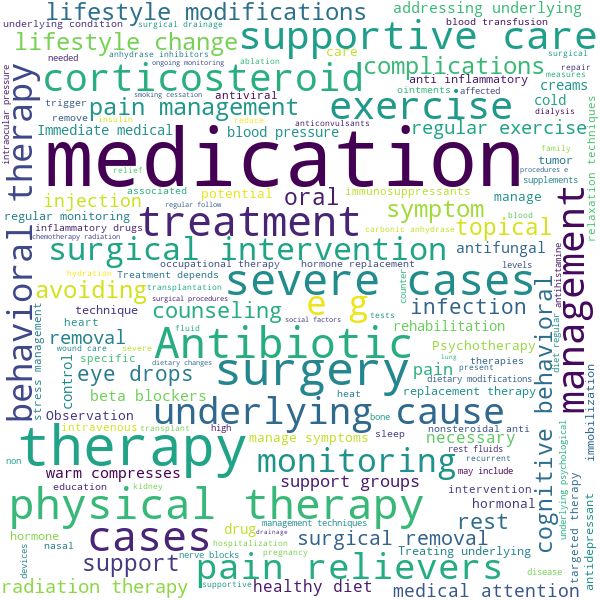 lifestyle modifications
addressing underlying
underlying condition
surgical drainage
blood transfusion
supportive care
lifestyle change
anhydrase inhibitors
ablation
care
surgical
needed
ongoing monitoring
complications
repair
corticosteroid
anti inflammatory
measures
smoking cessation
ointments
affected
creams
trigger
antiviral
insulin
pain management
exercise
cold
dialysis
remove
reduce
anticonvulsants
Immediate medical
blood pressure
regular exercise
intraocular pressure
relaxation techniques
behavioral therapy
medication
relief
family
tumor
procedures e
supplements
associated
potential
immunosuppressants
manage
injection
oral
symptom
regular follow
regular monitoring
treatment
blood
topical
inflammatory drugs
carbonic anhydrase
chemotherapy radiation
surgical intervention
antifungal
occupational therapy
hormone replacement
levels
hydration
Treatment depends
severe cases
counter
antihistamine
management
avoiding
transplantation
surgical procedures
e g
infection
technique
counseling
social factors
tests
rehabilitation
heart
fluid
Antibiotic
diet regular
stress management
removal
Psychotherapy
wound care
severe
lung
therapies
specific
dietary changes
surgery
pain
present
eye drops
control
heat
dietary modifications
beta blockers
replacement therapy
immobilization
cognitive behavioral
underlying cause
Observation
bone
nonsteroidal anti
intravenous
transplant
high
manage symptoms
sleep
necessary
therapy
monitoring
rest fluids
recurrent
non
warm compresses
may include
education
kidney
support groups
intervention
underlying psychological
targeted therapy
antidepressant
physical therapy
hormonal
rest
hormone
drug
management techniques
drainage
cases
surgical removal
hospitalization
pregnancy
Treating underlying
devices
nasal
support
nerve blocks
pain relievers
disease
radiation therapy
supportive
healthy diet
medical attention